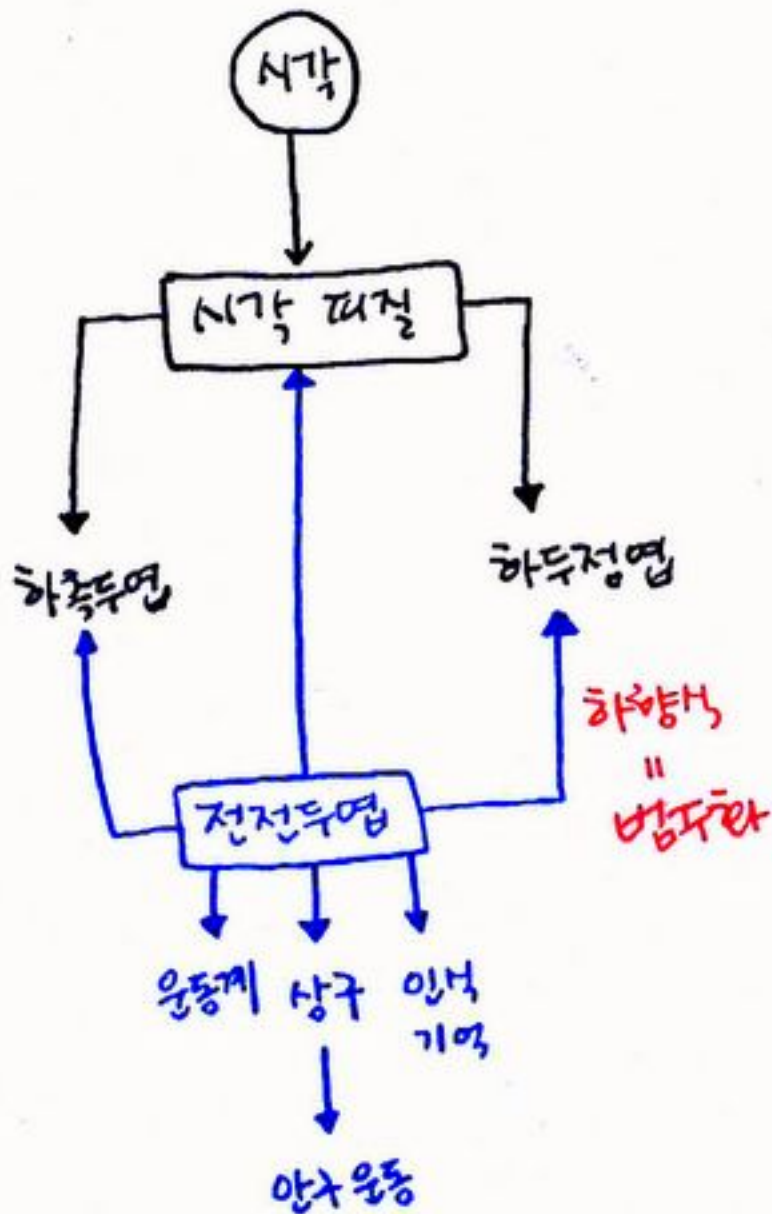 시각
시각 피질
하측두엽
하두정엽
하향식
=
범주화
전전두엽
운동계 상구 인식
기억
안구 운동